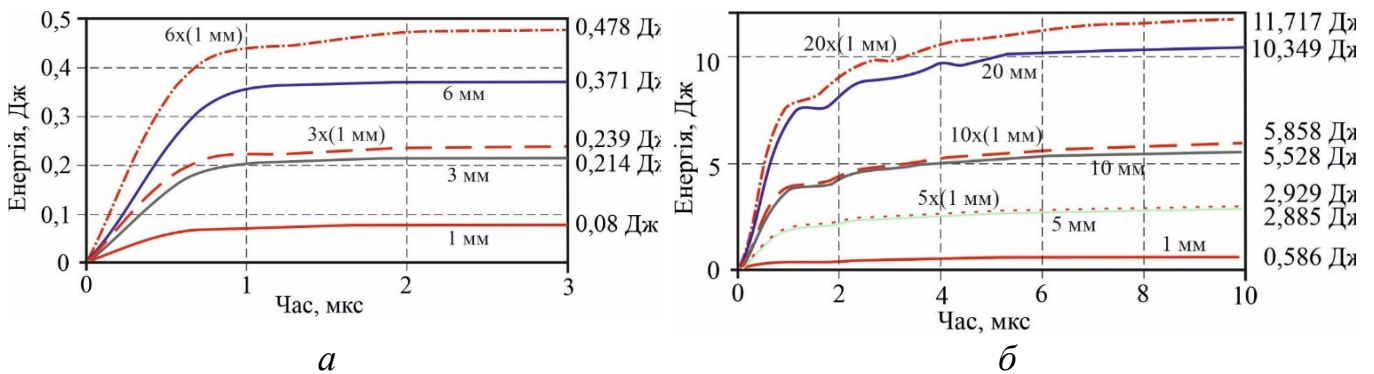 0,5
0,4
0,3
0,2
0,1
0
Енергія, Дж
6x(1 мм)
6 мм
3x(1 мм)
3 мм
1 мм
0,478 Дж
0,371 Дж
0,239 Дж
0,214 Дж
0,08 Дж
0 1 2 3
Час, мкс
а
10
5
0
Енергія, Дж
20x(1 мм)
20 мм
10x(1 мм)
10 мм
5x(1 мм)
5 мм
1 мм
11,717 Дж
10,349 Дж
5,858 Дж
5,528 Дж
2,929 Дж
2,885 Дж
0,586 Дж
0 2 4 6 8 10
Час, мкс
б